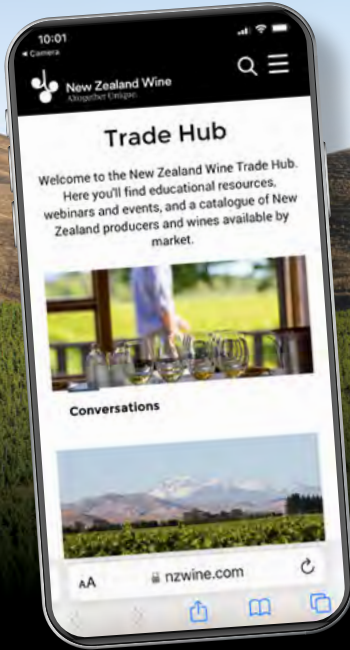 10:01
◄ Camera
New Zealand Wine
Altogether Unique.
Trade Hub
Welcome to the New Zealand Wine Trade Hub.
Here you'll find educational resources,
webinars and events, and a catalogue of New
Zealand producers and wines available by
market.
Conversations
AA
nzwine.com